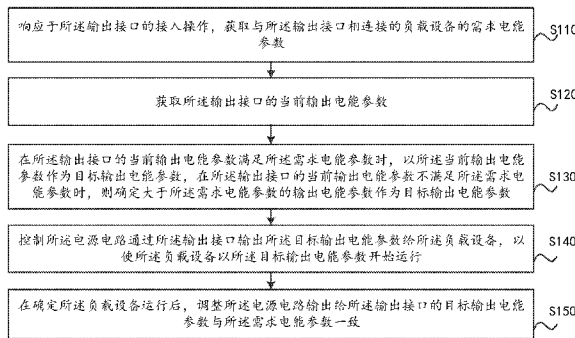 响应于所述输出接口的接入操作，获取与所述输出接口相连接的负载设备的需求电能
参数
S110
获取所述输出接口的当前输出电能参数
S120
在所述输出接口的当前输出电能参数满足所述需求电能参数时，以所述当前输出电能
参数作为目标输出电能参数，在所述输出接口的当前输出电能参数不满足所述需求电
能参数时，则确定大于所述需求电能参数的输出电能参数作为目标输出电能参数
S130
控制所述电源电路通过所述输出接口输出所述目标输出电能参数给所述负载设备，以
使所述负载设备以所述目标输出电能参数开始运行
S140
在确定所述负载设备运行后，调整所述电源电路输出给所述输出接口的目标输出电能
参数与所述需求电能参数一致
S150